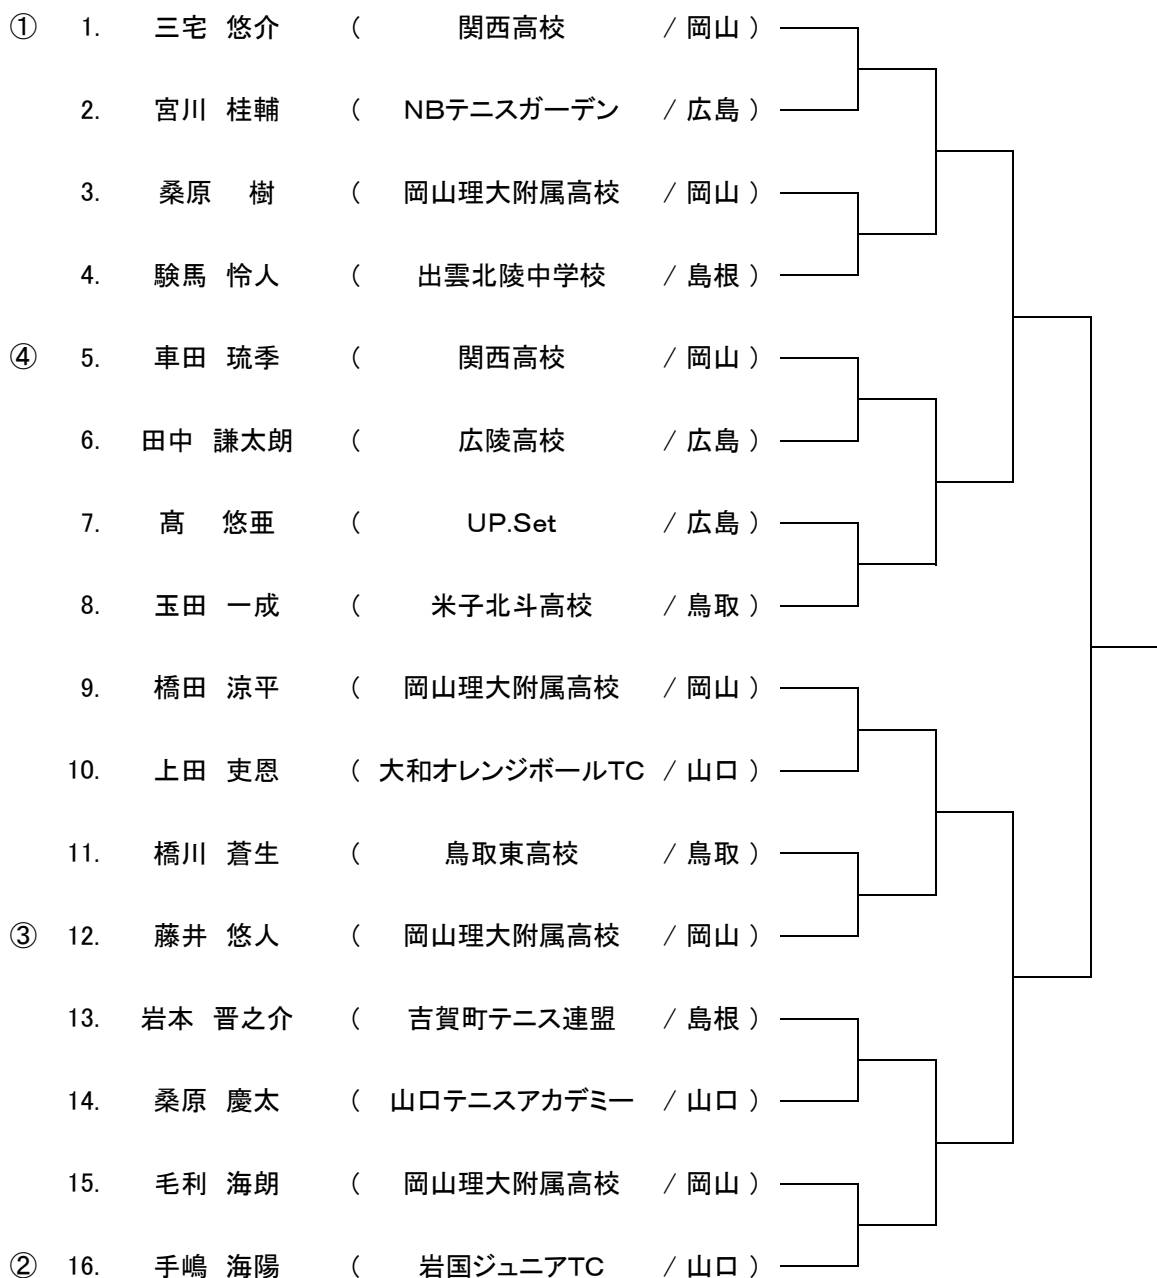 ① 1. 三宅 悠介 ( 関西高校 / 岡山 )
2. 宮川 桂輔 ( NBテニスガーデン / 広島 )
3. 桑原 樹 ( 岡山理大附属高校 / 岡山 )
4. 験馬 怜人 ( 出雲北陵中学校 / 島根 )
④ 5. 車田 琉季 ( 関西高校 / 岡山 )
6. 田中 謙太朗 ( 広陵高校 / 広島 )
7. 髙 悠亜 ( UP.Set / 広島 )
8. 玉田 一成 ( 米子北斗高校 / 鳥取 )
9. 橋田 涼平 ( 岡山理大附属高校 / 岡山 )
10. 上田 吏恩 ( 大和オレンジボールTC / 山口 )
11. 橋川 蒼生 ( 鳥取東高校 / 鳥取 )
③ 12. 藤井 悠人 ( 岡山理大附属高校 / 岡山 )
13. 岩本 晋之介 ( 吉賀町テニス連盟 / 島根 )
14. 桑原 慶太 ( 山口テニスアカデミー / 山口 )
15. 毛利 海朗 ( 岡山理大附属高校 / 岡山 )
② 16. 手嶋 海陽 ( 岩国ジュニアTC / 山口 )